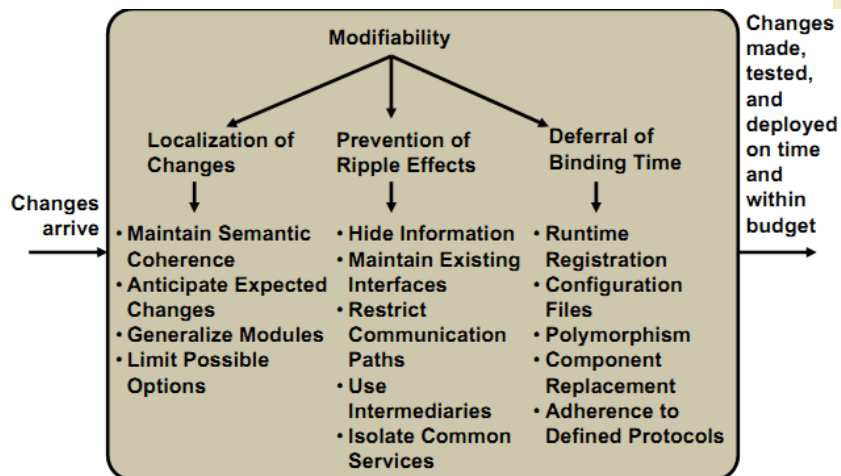 Modifiability
Changes
arrive
Localization of
Changes
• Maintain Semantic
Coherence
• Anticipate Expected
Changes
• Generalize Modules
• Limit Possible
Options
Prevention of
Ripple Effects
• Hide Information
• Maintain Existing
Interfaces
• Restrict
Communication
Paths
• Use
Intermediaries
• Isolate Common
Services
Deferral of
Binding Time
• Runtime
Registration
• Configuration
Files
• Polymorphism
• Component
Replacement
• Adherence to
Defined Protocols
Changes
made,
tested,
and
deployed
on time
and
within
budget